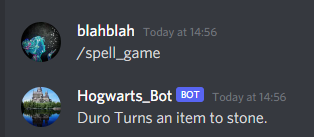 blahblah Today at 14:56
/spell_game
Hogwarts_Bot BOT Today at 14:56
Duro Turns an item to stone.